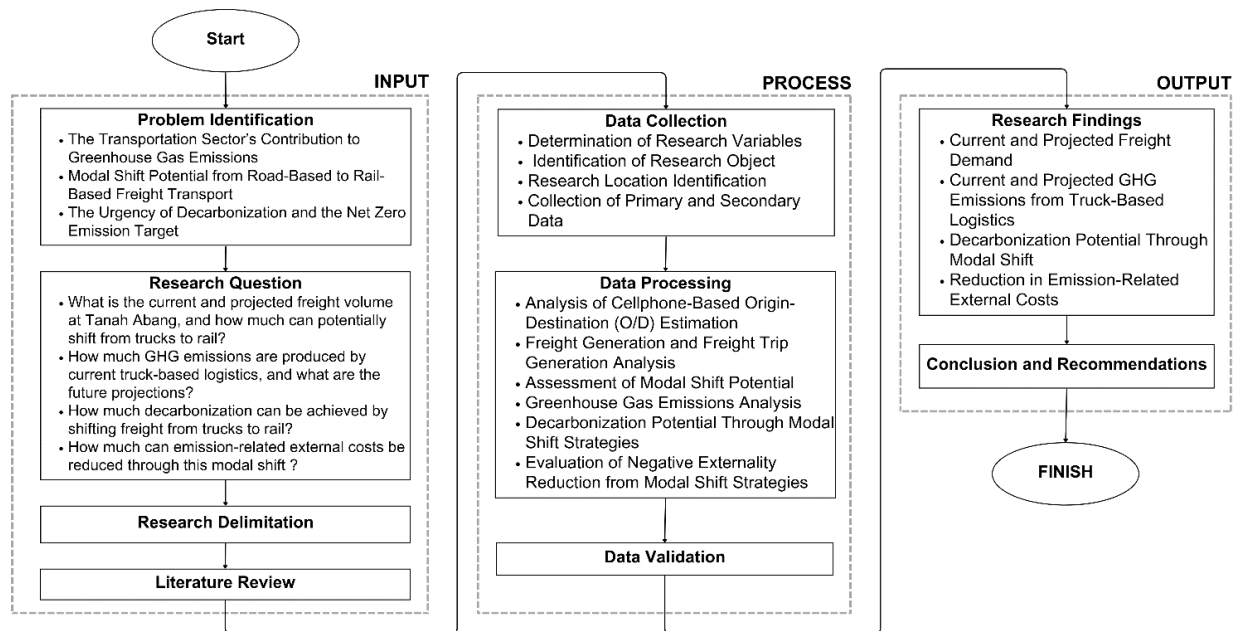 Start
INPUT
Problem Identification
• The Transportation Sector's Contribution to
Greenhouse Gas Emissions
• Modal Shift Potential from Road-Based to Rail-
Based Freight Transport
• The Urgency of Decarbonization and the Net Zero
Emission Target
Research Question
• What is the current and projected freight volume
at Tanah Abang, and how much can potentially
shift from trucks to rail?
• How much GHG emissions are produced by
current truck-based logistics, and what are the
future projections?
• How much decarbonization can be achieved by
shifting freight from trucks to rail?
• How much can emission-related external costs be
reduced through this modal shift ?
Research Delimitation
Literature Review
PROCESS
Data Collection
• Determination of Research Variables
• Identification of Research Object
• Research Location Identification
• Collection of Primary and Secondary
Data
Data Processing
• Analysis of Cellphone-Based Origin-
Destination (O/D) Estimation
• Freight Generation and Freight Trip
Generation Analysis
• Assessment of Modal Shift Potential
• Greenhouse Gas Emissions Analysis
• Decarbonization Potential Through Modal
Shift Strategies
• Evaluation of Negative Externality
Reduction from Modal Shift Strategies
Data Validation
OUTPUT
Research Findings
• Current and Projected Freight
Demand
• Current and Projected GHG
Emissions from Truck-Based
Logistics
• Decarbonization Potential Through
Modal Shift
• Reduction in Emission-Related
External Costs
Conclusion and Recommendations
FINISH